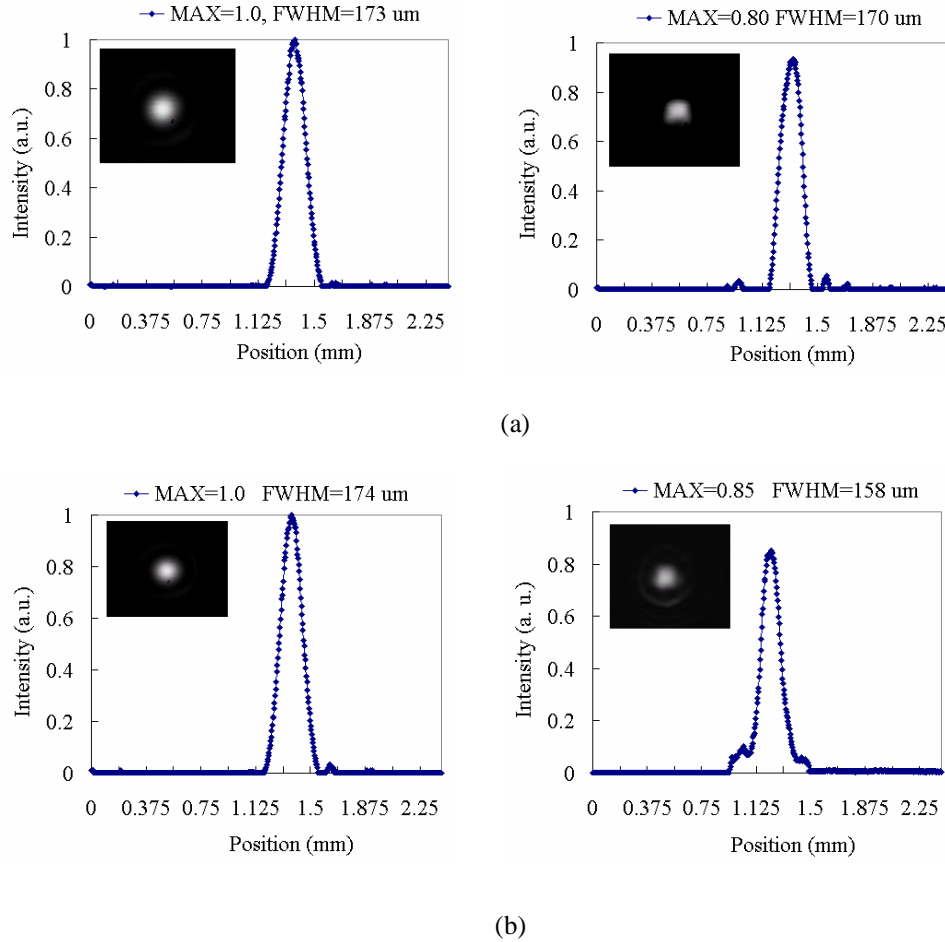 MAX=1.0, FWHM=173 um
1
0.8
0.6
0.4
0.2
0
Intensity (a.u.)
0 0.375 0.75 1.125 1.5 1.875 2.25
Position (mm)
MAX=0.80 FWHM=170 um
1
0.8
0.6
0.4
0.2
0
Intensity (a.u.)
0 0.375 0.75 1.125 1.5 1.875 2.25
Position (mm)
(a)
MAX=1.0 FWHM=174 um
1
0.8
0.6
0.4
0.2
0
Intensity (a.u.)
0 0.375 0.75 1.125 1.5 1.875 2.25
Position (mm)
MAX=0.85 FWHM=158 um
1
0.8
0.6
0.4
0.2
0
Intensity (a. u.)
0 0.375 0.75 1.125 1.5 1.875 2.25
Position (mm)
(b)